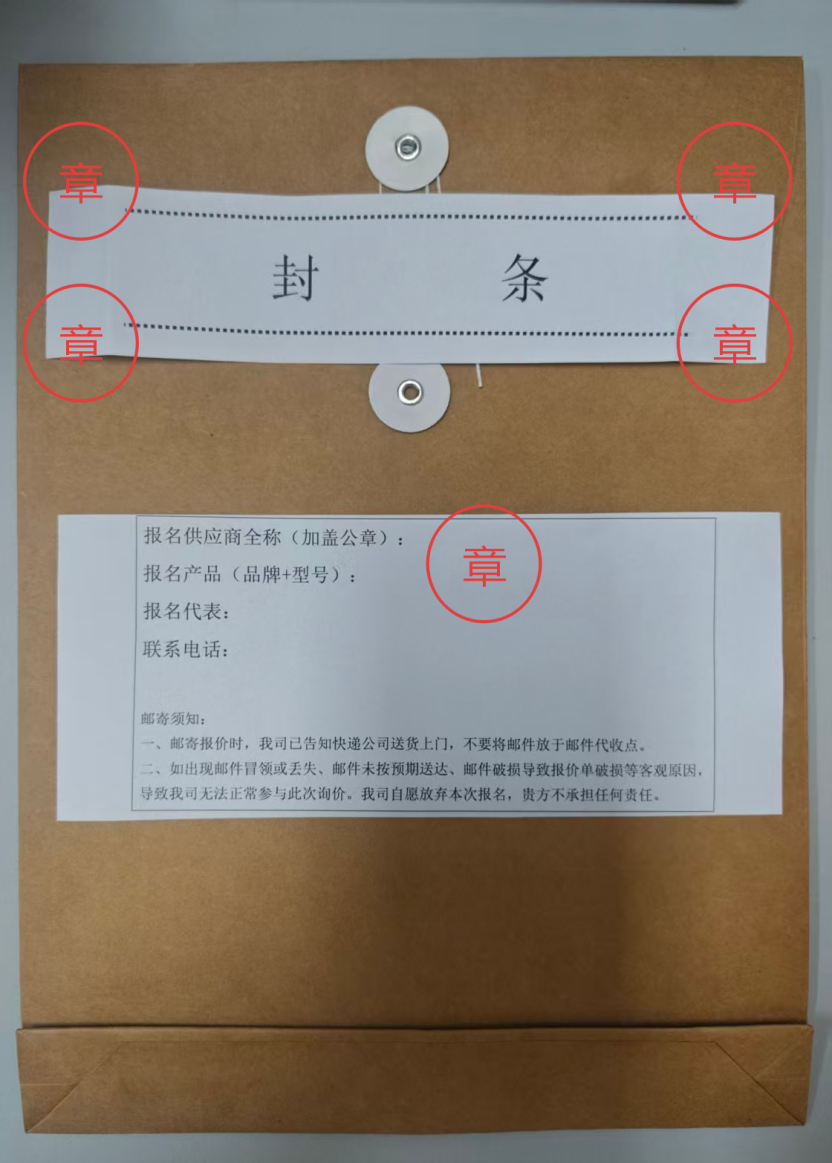 章 章
封 条
章 章
报名供应商全称（加盖公章）：
章
报名产品（品牌+型号）：
报名代表：
联系电话：
邮寄须知：
一、邮寄报价时，我司已告知快递公司送货上门，不要将邮件放于邮件代收点。
二、如出现邮件冒领或丢失、邮件未按预期送达、邮件破损导致报价单破损等客观原因，
导致我司无法正常参与此次询价。我司自愿放弃本次报名，贵方不承担任何责任。